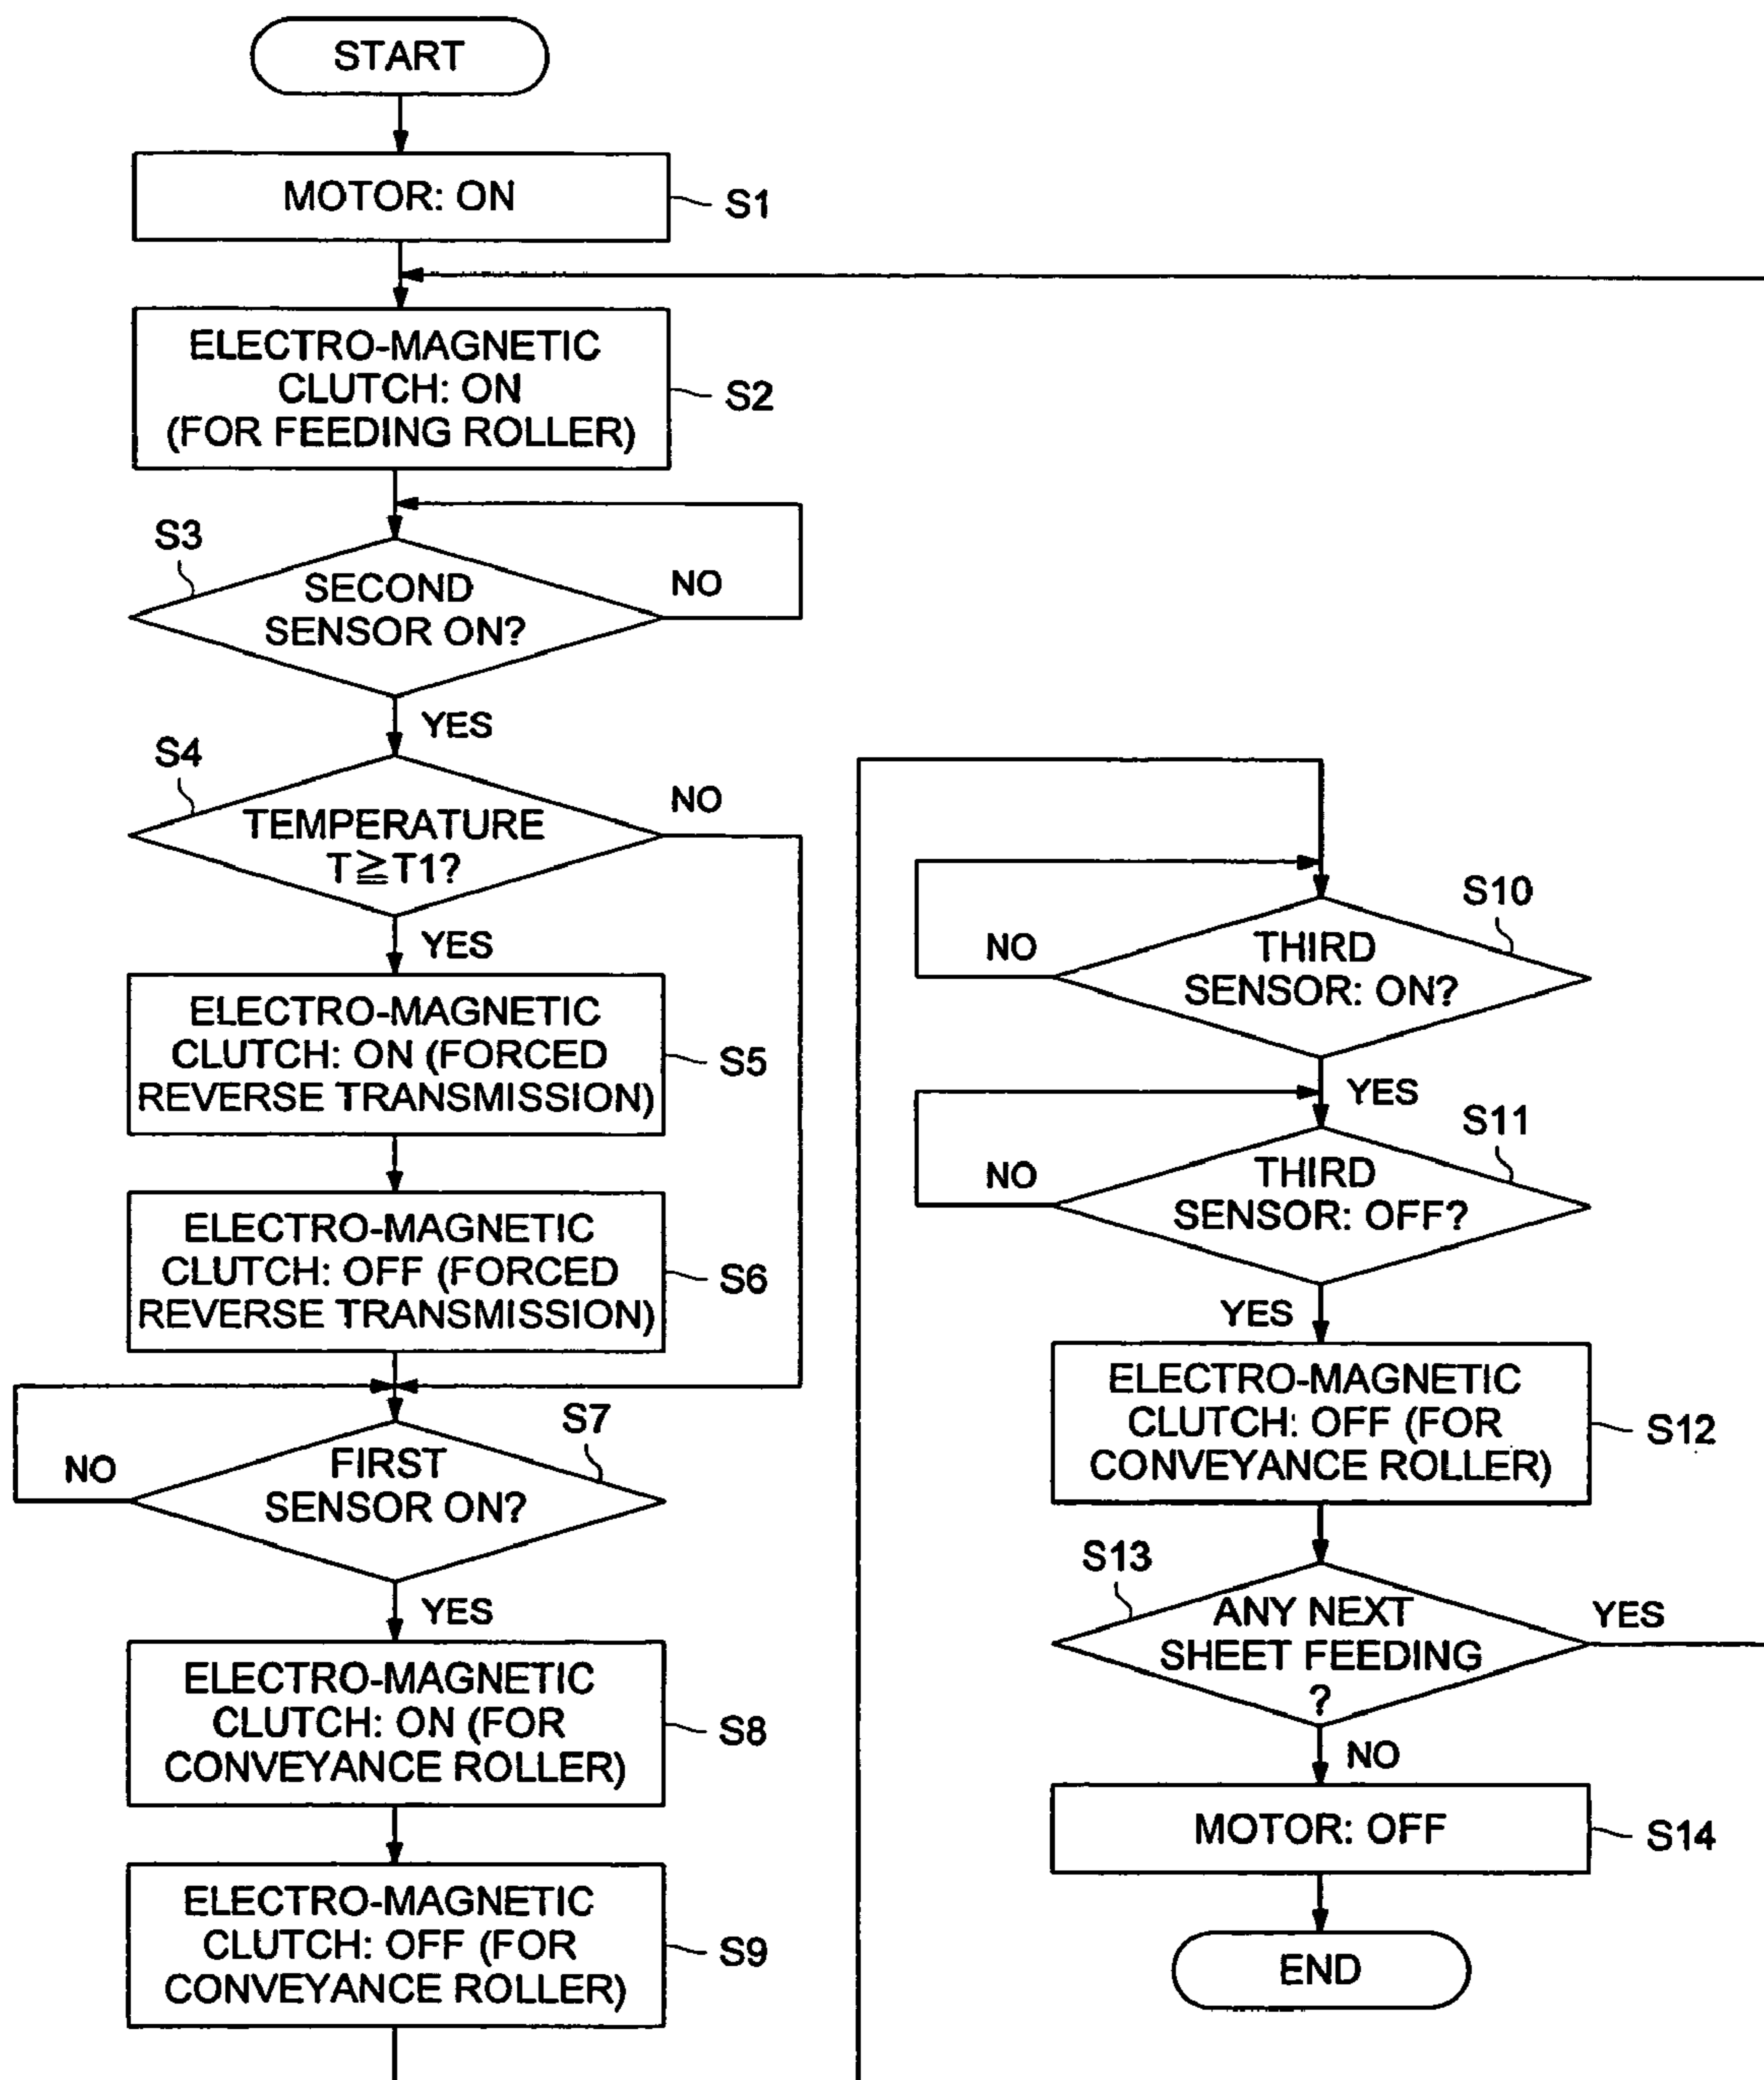 START
MOTOR: ON
S1
ELECTRO-MAGNETIC
CLUTCH: ON
(FOR FEEDING ROLLER)
S2
S3
SECOND
SENSOR ON?
NO
YES
S4
TEMPERATURE
T≧T1?
NO
YES
ELECTRO-MAGNETIC
CLUTCH: ON (FORCED
REVERSE TRANSMISSION)
S5
ELECTRO-MAGNETIC
CLUTCH: OFF (FORCED
REVERSE TRANSMISSION)
S6
S7
FIRST
SENSOR ON?
NO
YES
ELECTRO-MAGNETIC
CLUTCH: ON (FOR
CONVEYANCE ROLLER)
S8
ELECTRO-MAGNETIC
CLUTCH: OFF (FOR
CONVEYANCE ROLLER)
S9
S10
THIRD
SENSOR: ON?
NO
YES
S11
THIRD
SENSOR: OFF?
NO
YES
ELECTRO-MAGNETIC
CLUTCH: OFF (FOR
CONVEYANCE ROLLER)
S12
S13
ANY NEXT
SHEET FEEDING
?
YES
NO
MOTOR: OFF
S14
END